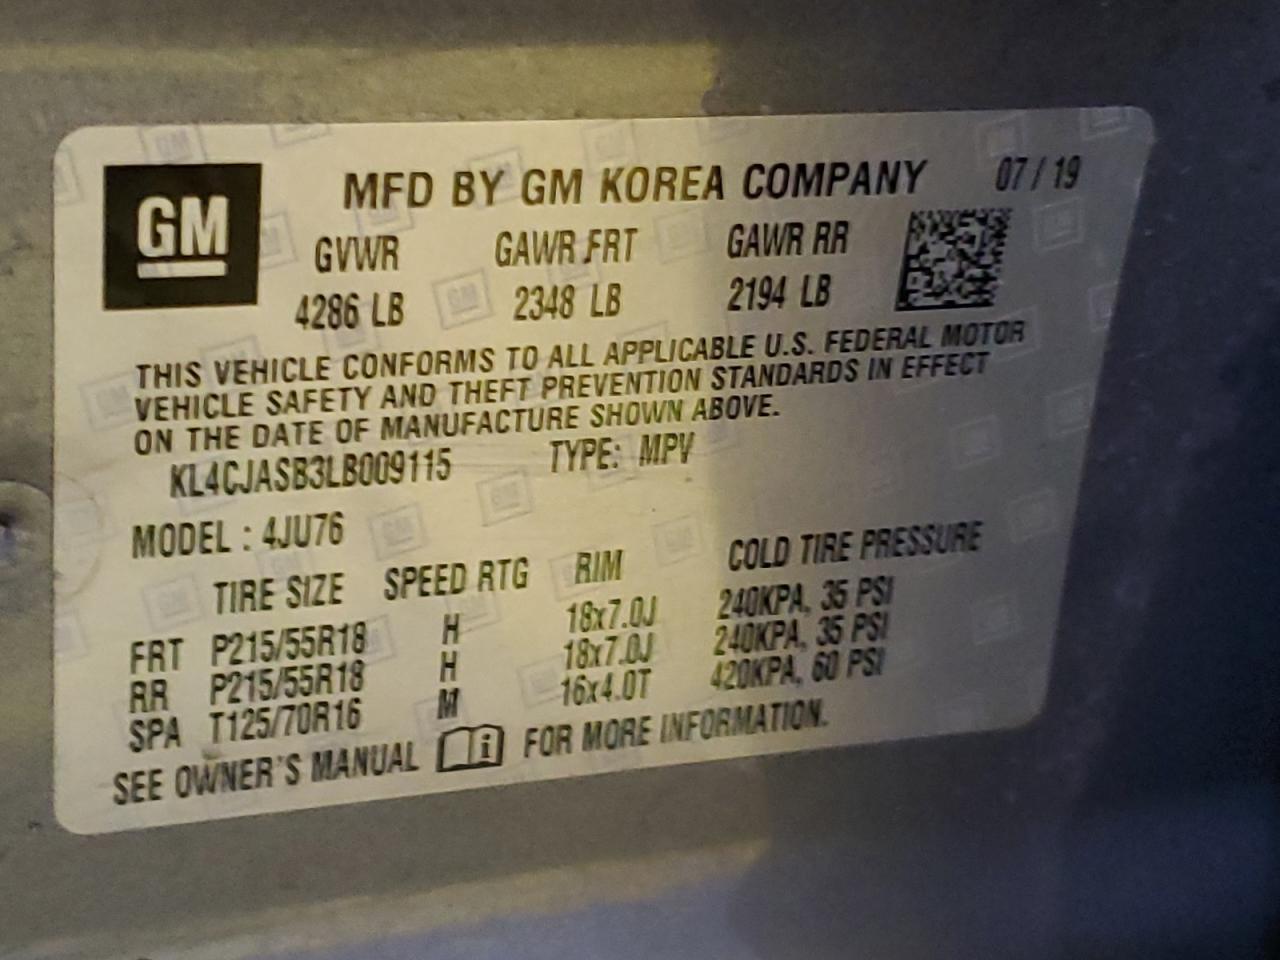 GM
MFD BY GM KOREA COMPANY 07 / 19
GVWR GAWR FRT GAWR RR
4286 LB 2348 LB 2194 LB
THIS VEHICLE CONFORMS TO ALL APPLICABLE U.S. FEDERAL MOTOR
VEHICLE SAFETY AND THEFT PREVENTION STANDARDS IN EFFECT
ON THE DATE OF MANUFACTURE SHOWN ABOVE.
KL4CJASB3LB009115 TYPE: MPV
MODEL : 4JU76
TIRE SIZE SPEED RTG RIM COLD TIRE PRESSURE
FRT P215/55R18 H 18x7.0J 240KPA, 35 PSI
RR P215/55R18 H 18x7.0J 240KPA, 35 PSI
SPA T125/70R16 M 16x4.0T 420KPA, 60 PSI
SEE OWNER'S MANUAL i FOR MORE INFORMATION.